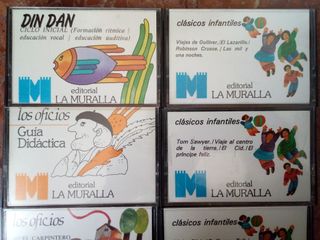 DIN DAN
CICLO INICIAL (Formación rítmica /
educación vocal / educación auditiva)
editorial
LA MURALLA
clásicos infantiles
Viajes de Gulliver/El Lazarillo/
Robinson Crusoe/Las mil y
una noches.
editorial
LA MURALLA
los oficios
Guía
Didáctica
editorial
LA MURALLA
clásicos infantiles
Tom Sawyer/Viaje al centro
de la tierra/El Cid/El
príncipe feliz.
editorial
LA MURALLA
los oficios
EL CARPINTERO
clásicos infantiles